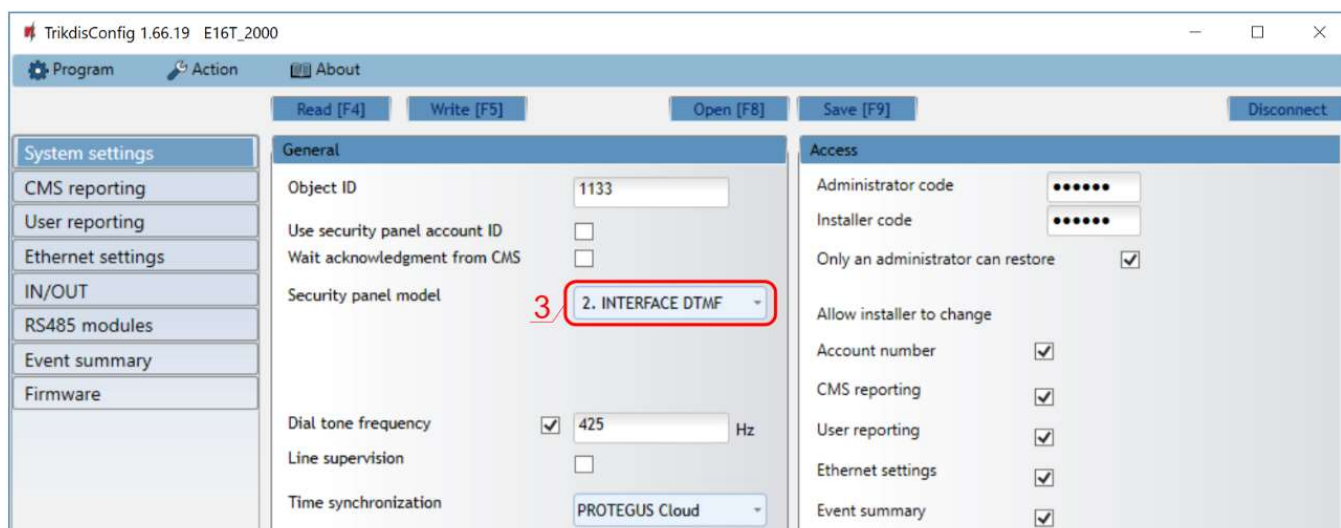 TrikdisConfig 1.66.19 E16T_2000
Program Action About
Read [F4] Write [F5] Open [F8] Save [F9] Disconnect
System settings
CMS reporting
User reporting
Ethernet settings
IN/OUT
RS485 modules
Event summary
Firmware
General
Object ID 1133
Use security panel account ID
Wait acknowledgment from CMS
Security panel model 3 2. INTERFACE DTMF
Dial tone frequency 425 Hz
Line supervision
Time synchronization PROTEGUS Cloud
Access
Administrator code ••••••
Installer code ••••••
Only an administrator can restore
Allow installer to change
Account number
CMS reporting
User reporting
Ethernet settings
Event summary